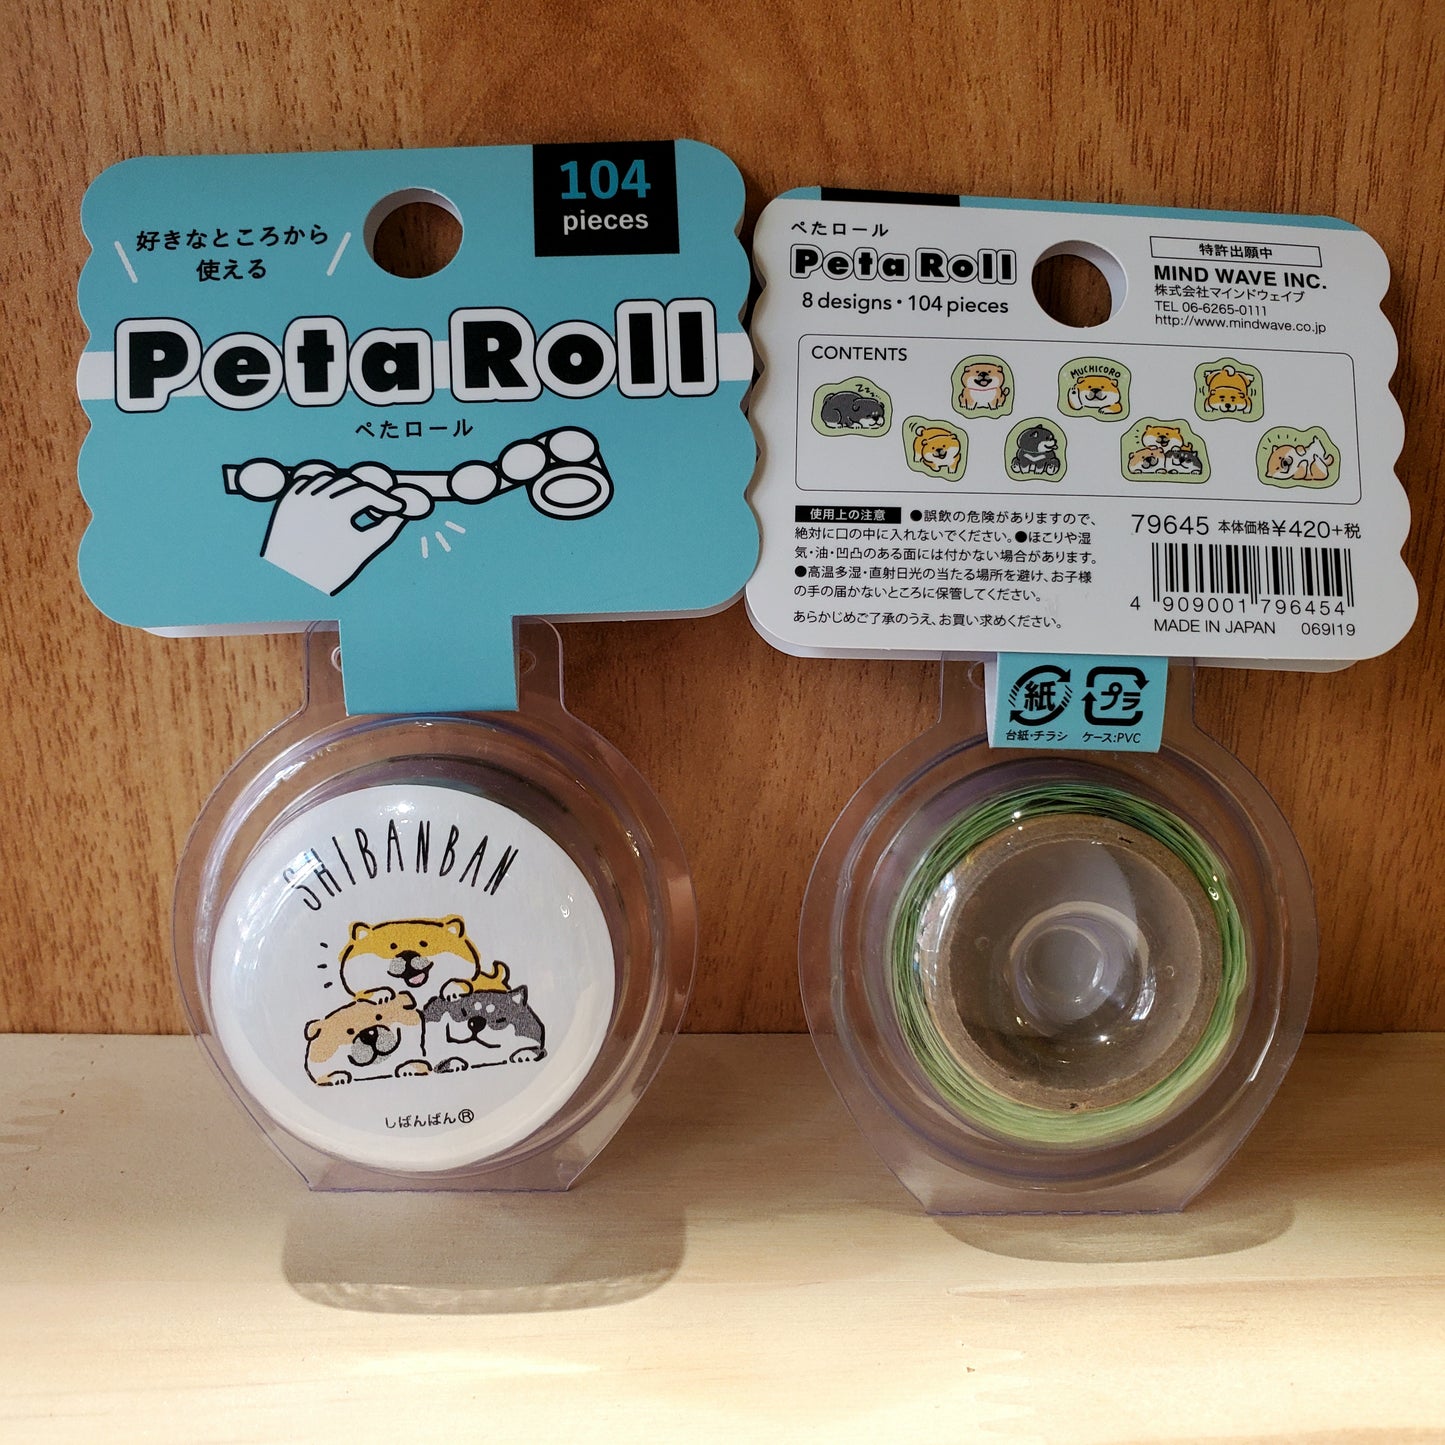 好きなところから
使える
104
pieces
Peta Roll
ぺたロール
SHIBANBAN
しばんばん®
ぺたロール
Peta Roll
8 designs・104 pieces
特許出願中
MIND WAVE INC.
株式会社マインドウェイブ
TEL 06-6265-0111
http://www.mindwave.co.jp
CONTENTS
ZZZ
MUCHICORO
使用上の注意 ●誤飲の危険がありますので、
絶対に口の中に入れないでください。●ほこりや湿
気・油・凹凸のある面には付かない場合があります。
●高温多湿・直射日光の当たる場所を避け、お子様
の手の届かないところに保管してください。
あらかじめご了承のうえ、お買い求めください。
79645 本体価格¥420+税
4 909001 796454
MADE IN JAPAN 069I19
紙 プラ
台紙・チラシ ケース:PVC